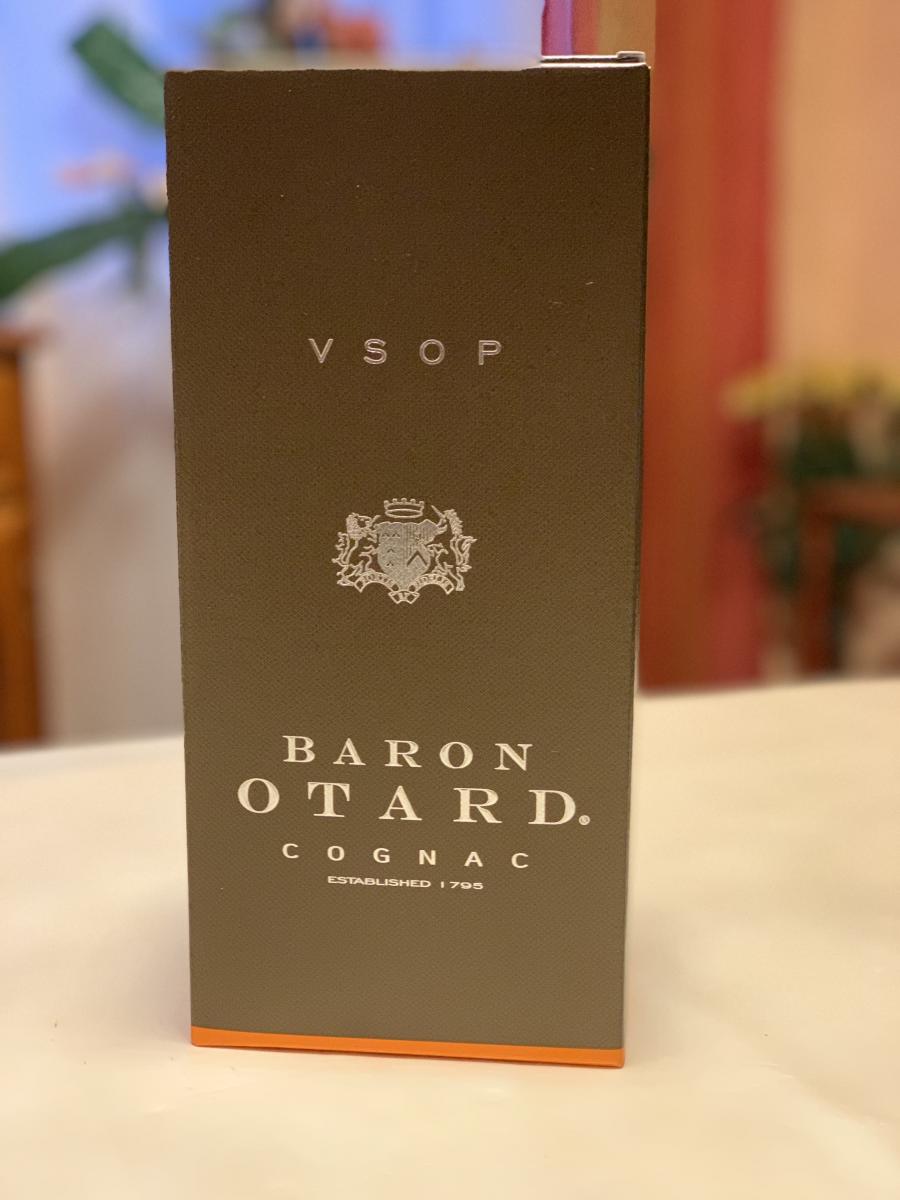 VSOP
BARON
OTARD®
COGNAC
ESTABLISHED 1795